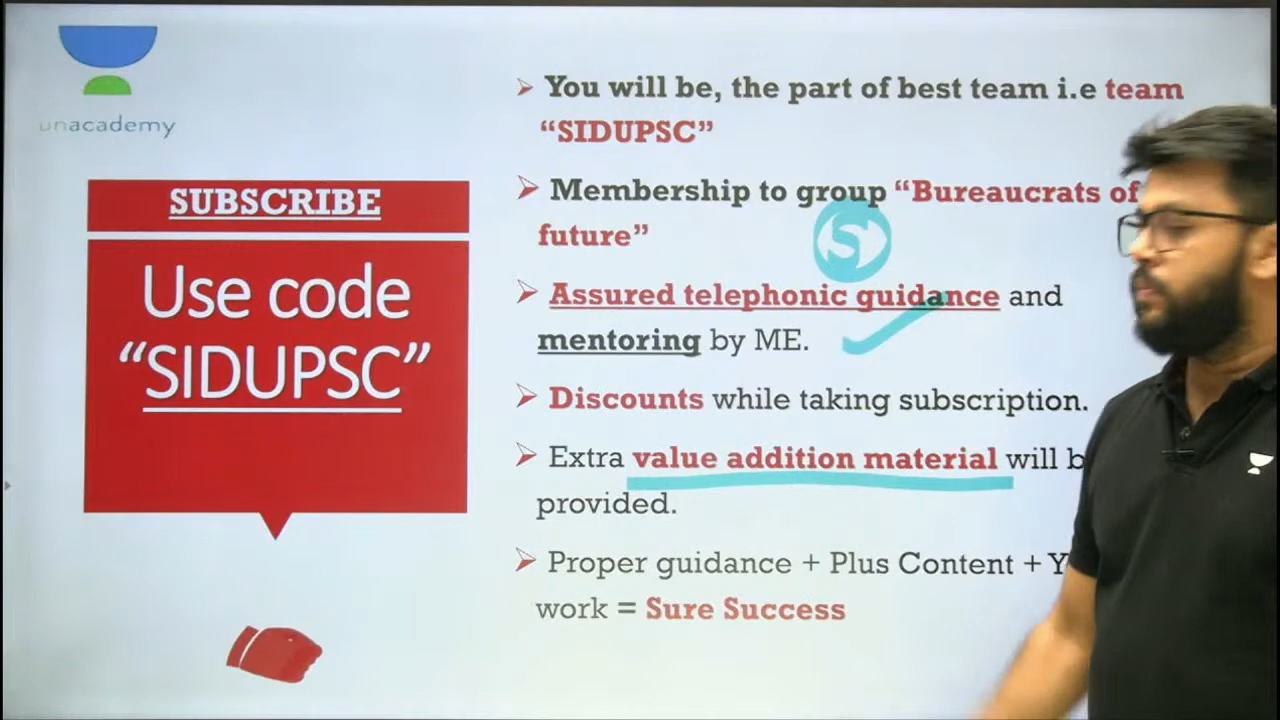 unacademy
SUBSCRIBE
Use code
“SIDUPSC”
You will be, the part of best team i.e team
“SIDUPSC”
Membership to group “Bureaucrats of
future”
S
Assured telephonic guidance and
mentoring by ME.
Discounts while taking subscription.
Extra value addition material will
provided.
Proper guidance + Plus Content +
work = Sure Success